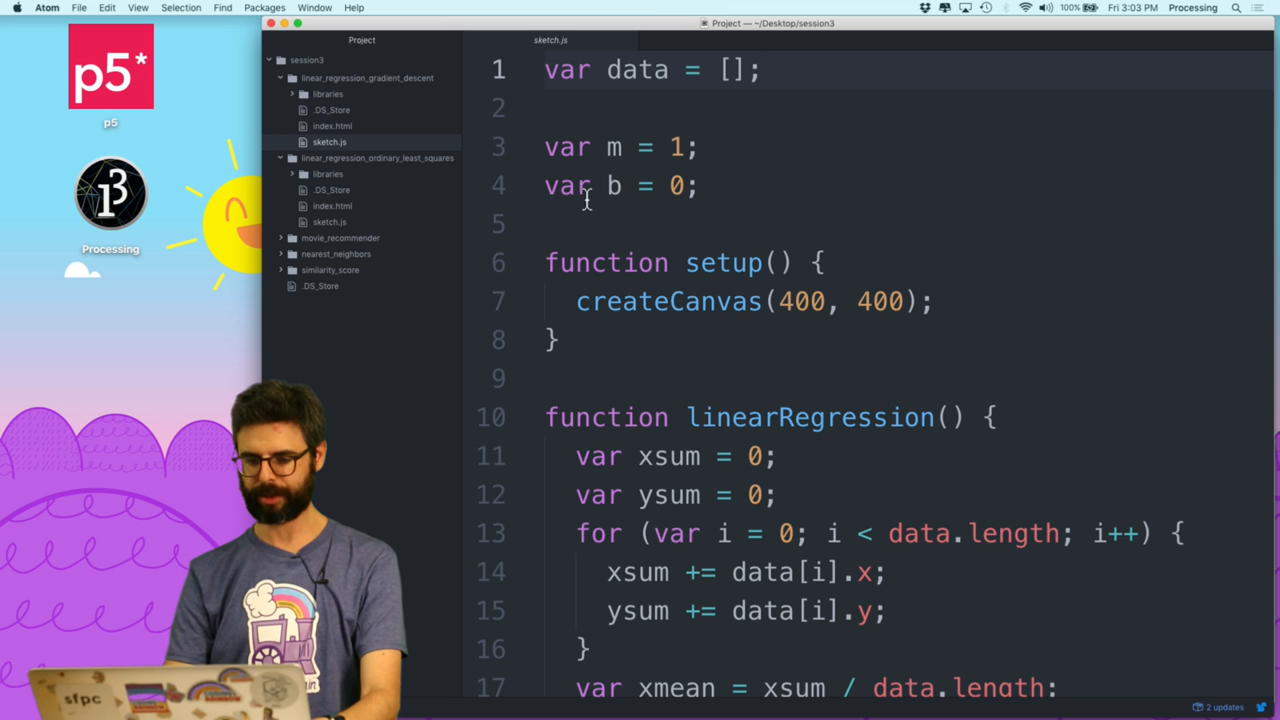 Atom File Edit View Selection Find Packages Window Help 100% Fri 3:03 PM Processing
Project — ~/Desktop/session3
p5*
p5
Processing
Project
session3
linear_regression_gradient_descent
libraries
.DS_Store
index.html
sketch.js
linear_regression_ordinary_least_squares
libraries
.DS_Store
index.html
sketch.js
movie_recommender
nearest_neighbors
similarity_score
.DS_Store
sketch.js
1 var data = [];
2
3 var m = 1;
4 var b = 0;
5
6 function setup() {
7 createCanvas(400, 400);
8 }
9
10 function linearRegression() {
11 var xsum = 0;
12 var ysum = 0;
13 for (var i = 0; i < data.length; i++) {
14 xsum += data[i].x;
15 ysum += data[i].y;
16 }
17 var xmean = xsum / data.length;
2 updates
sfpc